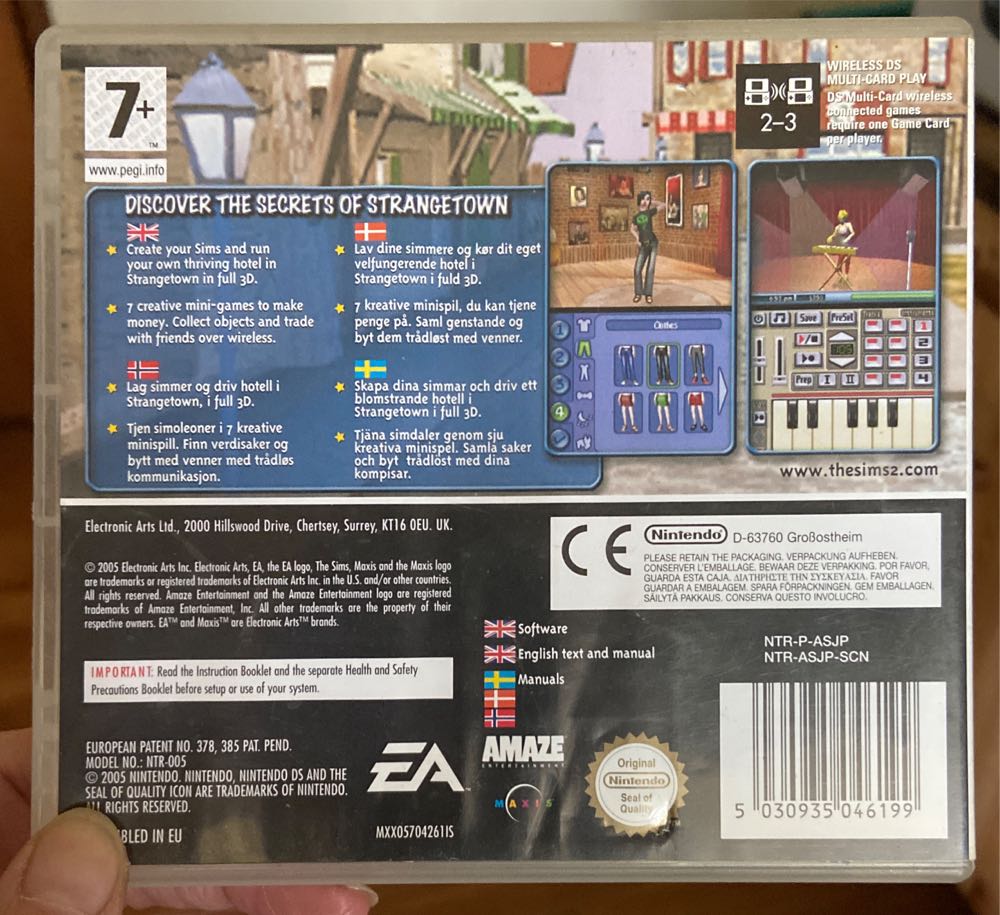 7+
TM
www.pegi.info
2–3
WIRELESS DS
MULTI-CARD PLAY
DS Multi-Card wireless
connected games
require one Game Card
per player.
DISCOVER THE SECRETS OF STRANGETOWN
Create your Sims and run
your own thriving hotel in
Strangetown in full 3D.
7 creative mini-games to make
money. Collect objects and trade
with friends over wireless.
Lav dine simmere og kør dit eget
velfungerende hotel i
Strangetown i fuld 3D.
7 kreative minispil, du kan tjene
penge på. Saml genstande og
byt dem trådløst med venner.
Lag simmer og driv hotell i
Strangetown, i full 3D.
Tjen simoleoner i 7 kreative
minispill. Finn verdisaker og
bytt med venner med trådløs
kommunikasjon.
Skapa dina simmar och driv ett
blomstrande hotell i
Strangetown i full 3D.
Tjäna simdaler genom sju
kreativa minispel. Samla saker
och byt trådlöst med dina
kompisar.
Clothes
1
2
3
4
Save PreSet
1
2
3
Prep I II 4
www.thesims2.com
Electronic Arts Ltd., 2000 Hillswood Drive, Chertsey, Surrey, KT16 0EU. UK.
© 2005 Electronic Arts Inc. Electronic Arts, EA, the EA logo, The Sims, Maxis and the Maxis logo
are trademarks or registered trademarks of Electronic Arts Inc. in the U.S. and/or other countries.
All rights reserved. Amaze Entertainment and the Amaze Entertainment logo are registered
trademarks of Amaze Entertainment, Inc. All other trademarks are the property of their
respective owners. EA™ and Maxis™ are Electronic Arts™ brands.
IMPORTANT: Read the Instruction Booklet and the separate Health and Safety
Precautions Booklet before setup or use of your system.
EUROPEAN PATENT NO. 378, 385 PAT. PEND.
MODEL NO.: NTR-005
© 2005 NINTENDO. NINTENDO, NINTENDO DS AND THE
SEAL OF QUALITY ICON ARE TRADEMARKS OF NINTENDO.
ALL RIGHTS RESERVED.
BLED IN EU
EA
MXX05704261IS
CE Nintendo D-63760 Großostheim
PLEASE RETAIN THE PACKAGING. VERPACKUNG AUFHEBEN.
CONSERVER L'EMBALLAGE. BEWAAR DEZE VERPAKKING. POR FAVOR,
GUARDA ESTA CAJA. ΔΙΑΤΗΡΗΣΤΕ ΤΗΝ ΣΥΣΚΕΥΑΣΙΑ. FAVOR
GUARDAR A EMBALAGEM. SPARA FÖRPACKNINGEN. GEM EMBALLAGEN.
SÄILYTÄ PAKKAUS. CONSERVA QUESTO INVOLUCRO.
Software
English text and manual
Manuals
AMAZE
ENTERTAINMENT
MAXIS
Original
Nintendo
Seal of
Quality
NTR-P-ASJP
NTR-ASJP-SCN
5 030935 046199